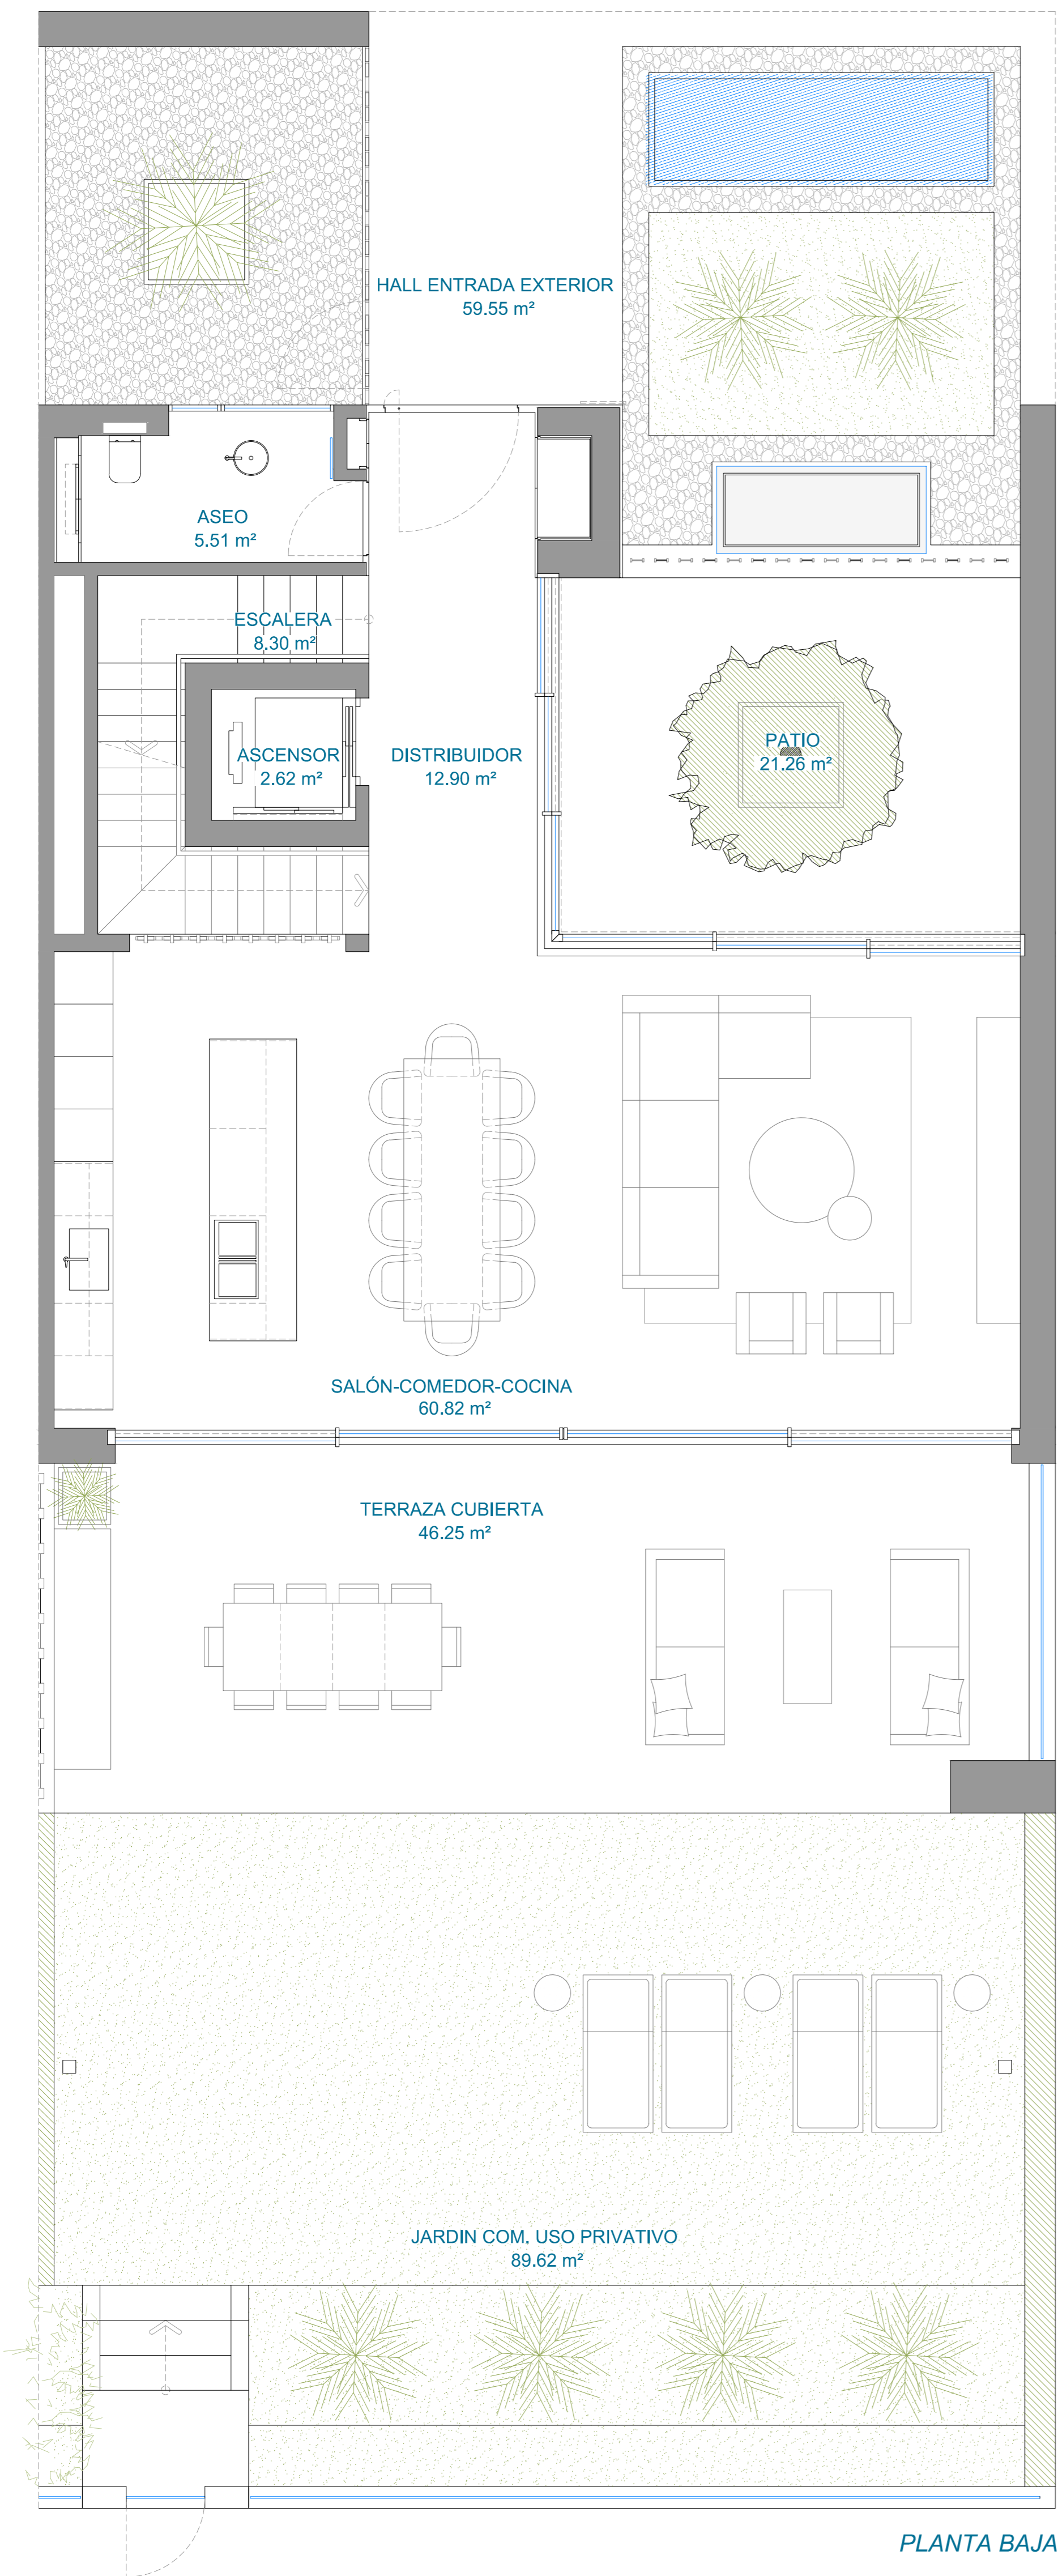 HALL ENTRADA EXTERIOR
59.55 m²
ASEO
5.51 m²
ESCALERA
8.30 m²
ASCENSOR
2.62 m²
DISTRIBUIDOR
12.90 m²
PATIO
21.26 m²
SALÓN-COMEDOR-COCINA
60.82 m²
TERRAZA CUBIERTA
46.25 m²
JARDIN COM. USO PRIVATIVO
89.62 m²
PLANTA BAJA